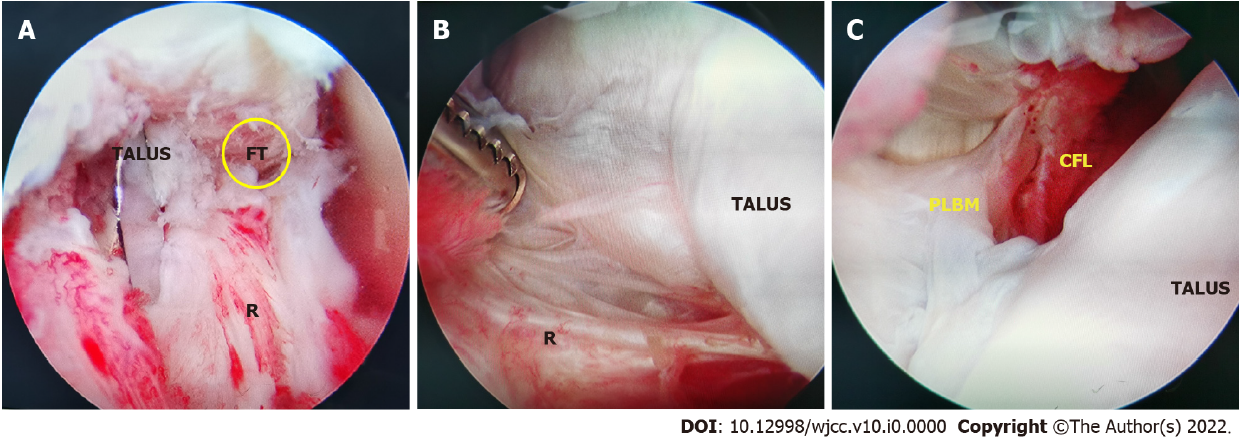 A
TALUS
FT
R
B
TALUS
R
C
CFL
PLBM
TALUS
DOI: 10.12998/wjcc.v10.i0.0000 Copyright ©The Author(s) 2022.